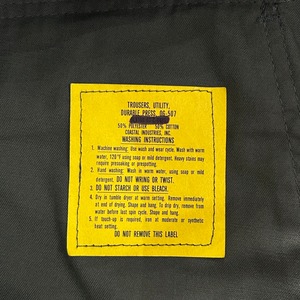 TROUSERS, UTILITY,
DURABLE PRESS, OG 507
50% POLYESTER 50% COTTON
COASTAL INDUSTRIES, INC.
WASHING INSTRUCTIONS
1. Machine washing: Use wash and wear cycle. Wash with warm
water, 120°F using soap or mild detergent. Heavy stains may
require presoaking or prespotting.
2. Hand washing: Wash in warm water, using soap or mild
detergent. DO NOT WRING OR TWIST.
3. DO NOT STARCH OR USE BLEACH.
4. Dry in tumble dryer at warm setting. Remove immediately
at end of drying. Shape and hang. To drip dry, remove from
water before last spin cycle. Shape and hang.
5. If touch-up is required, iron at moderate or synthetic
heat setting.
DO NOT REMOVE THIS LABEL